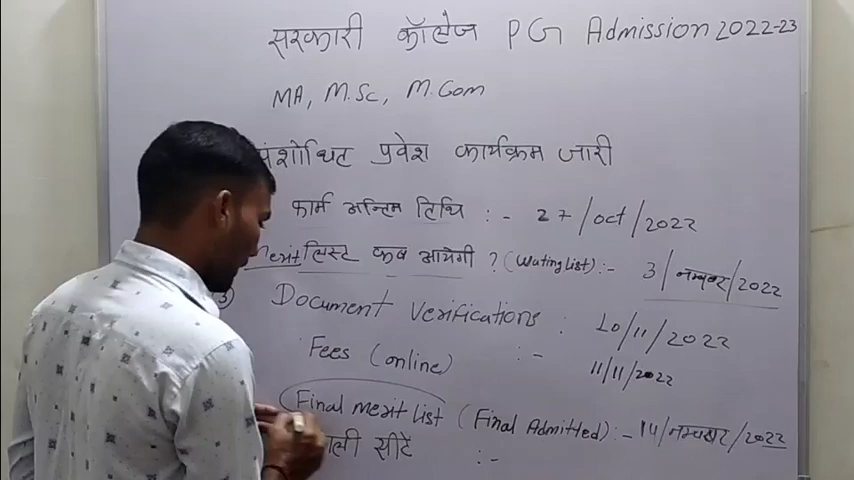 सरकारी कॉलेज PG Admission 2022-23
MA, M.Sc, M.Com
संशोधित प्रवेश कार्यक्रम जारी
फार्म अन्तिम तिथि :- 27/oct/2022
merit लिस्ट कब आयेगी ? (Wating list) :- 3/नवम्बर/2022
3) Document Verifications : 10/11/2022
Fees (online) :- 11/11/2022
Final merit list (Final Admitted) :- 14/नवम्बर/2022
सीटें :-